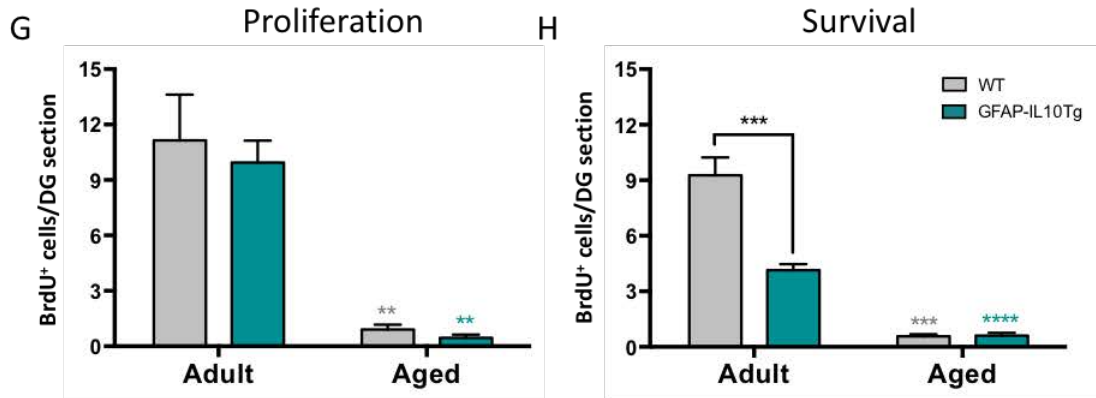 G
Proliferation
BrdU⁺ cells/DG section
15
12
9
6
3
0
**
**
Adult
Aged
H
Survival
BrdU⁺ cells/DG section
15
12
9
6
3
0
WT
GFAP-IL10Tg
***
***
****
Adult
Aged